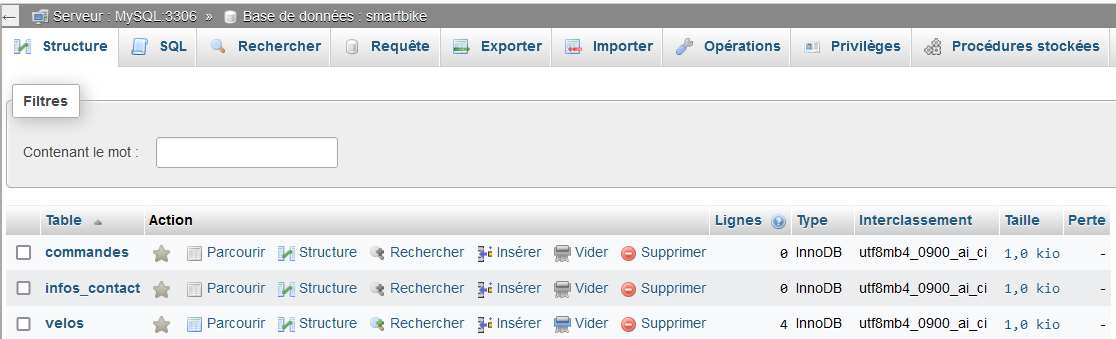 Serveur : MySQL:3306 » Base de données : smartbike
Structure SQL Rechercher Requête Exporter Importer Opérations Privilèges Procédures stockées
Filtres
Contenant le mot :
Table Action Lignes Type Interclassement Taille Perte
commandes Parcourir Structure Rechercher Insérer Vider Supprimer 0 InnoDB utf8mb4_0900_ai_ci 1,0 kio -
infos_contact Parcourir Structure Rechercher Insérer Vider Supprimer 0 InnoDB utf8mb4_0900_ai_ci 1,0 kio -
velos Parcourir Structure Rechercher Insérer Vider Supprimer 4 InnoDB utf8mb4_0900_ai_ci 1,0 kio -